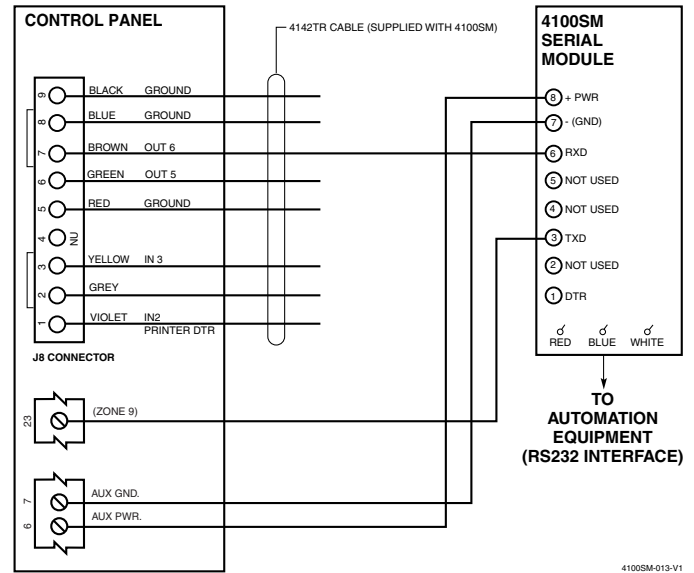 CONTROL PANEL
4142TR CABLE (SUPPLIED WITH 4100SM)
4100SM
SERIAL
MODULE
9 BLACK GROUND
8 BLUE GROUND
7 BROWN OUT 6
6 GREEN OUT 5
5 RED GROUND
4 NU
3 YELLOW IN 3
2 GREY
1 VIOLET IN2
PRINTER DTR
J8 CONNECTOR
8 + PWR
7 - (GND)
6 RXD
5 NOT USED
4 NOT USED
3 TXD
2 NOT USED
1 DTR
RED BLUE WHITE
TO
AUTOMATION
EQUIPMENT
(RS232 INTERFACE)
23 (ZONE 9)
7 AUX GND.
6 AUX PWR.
4100SM-013-V1